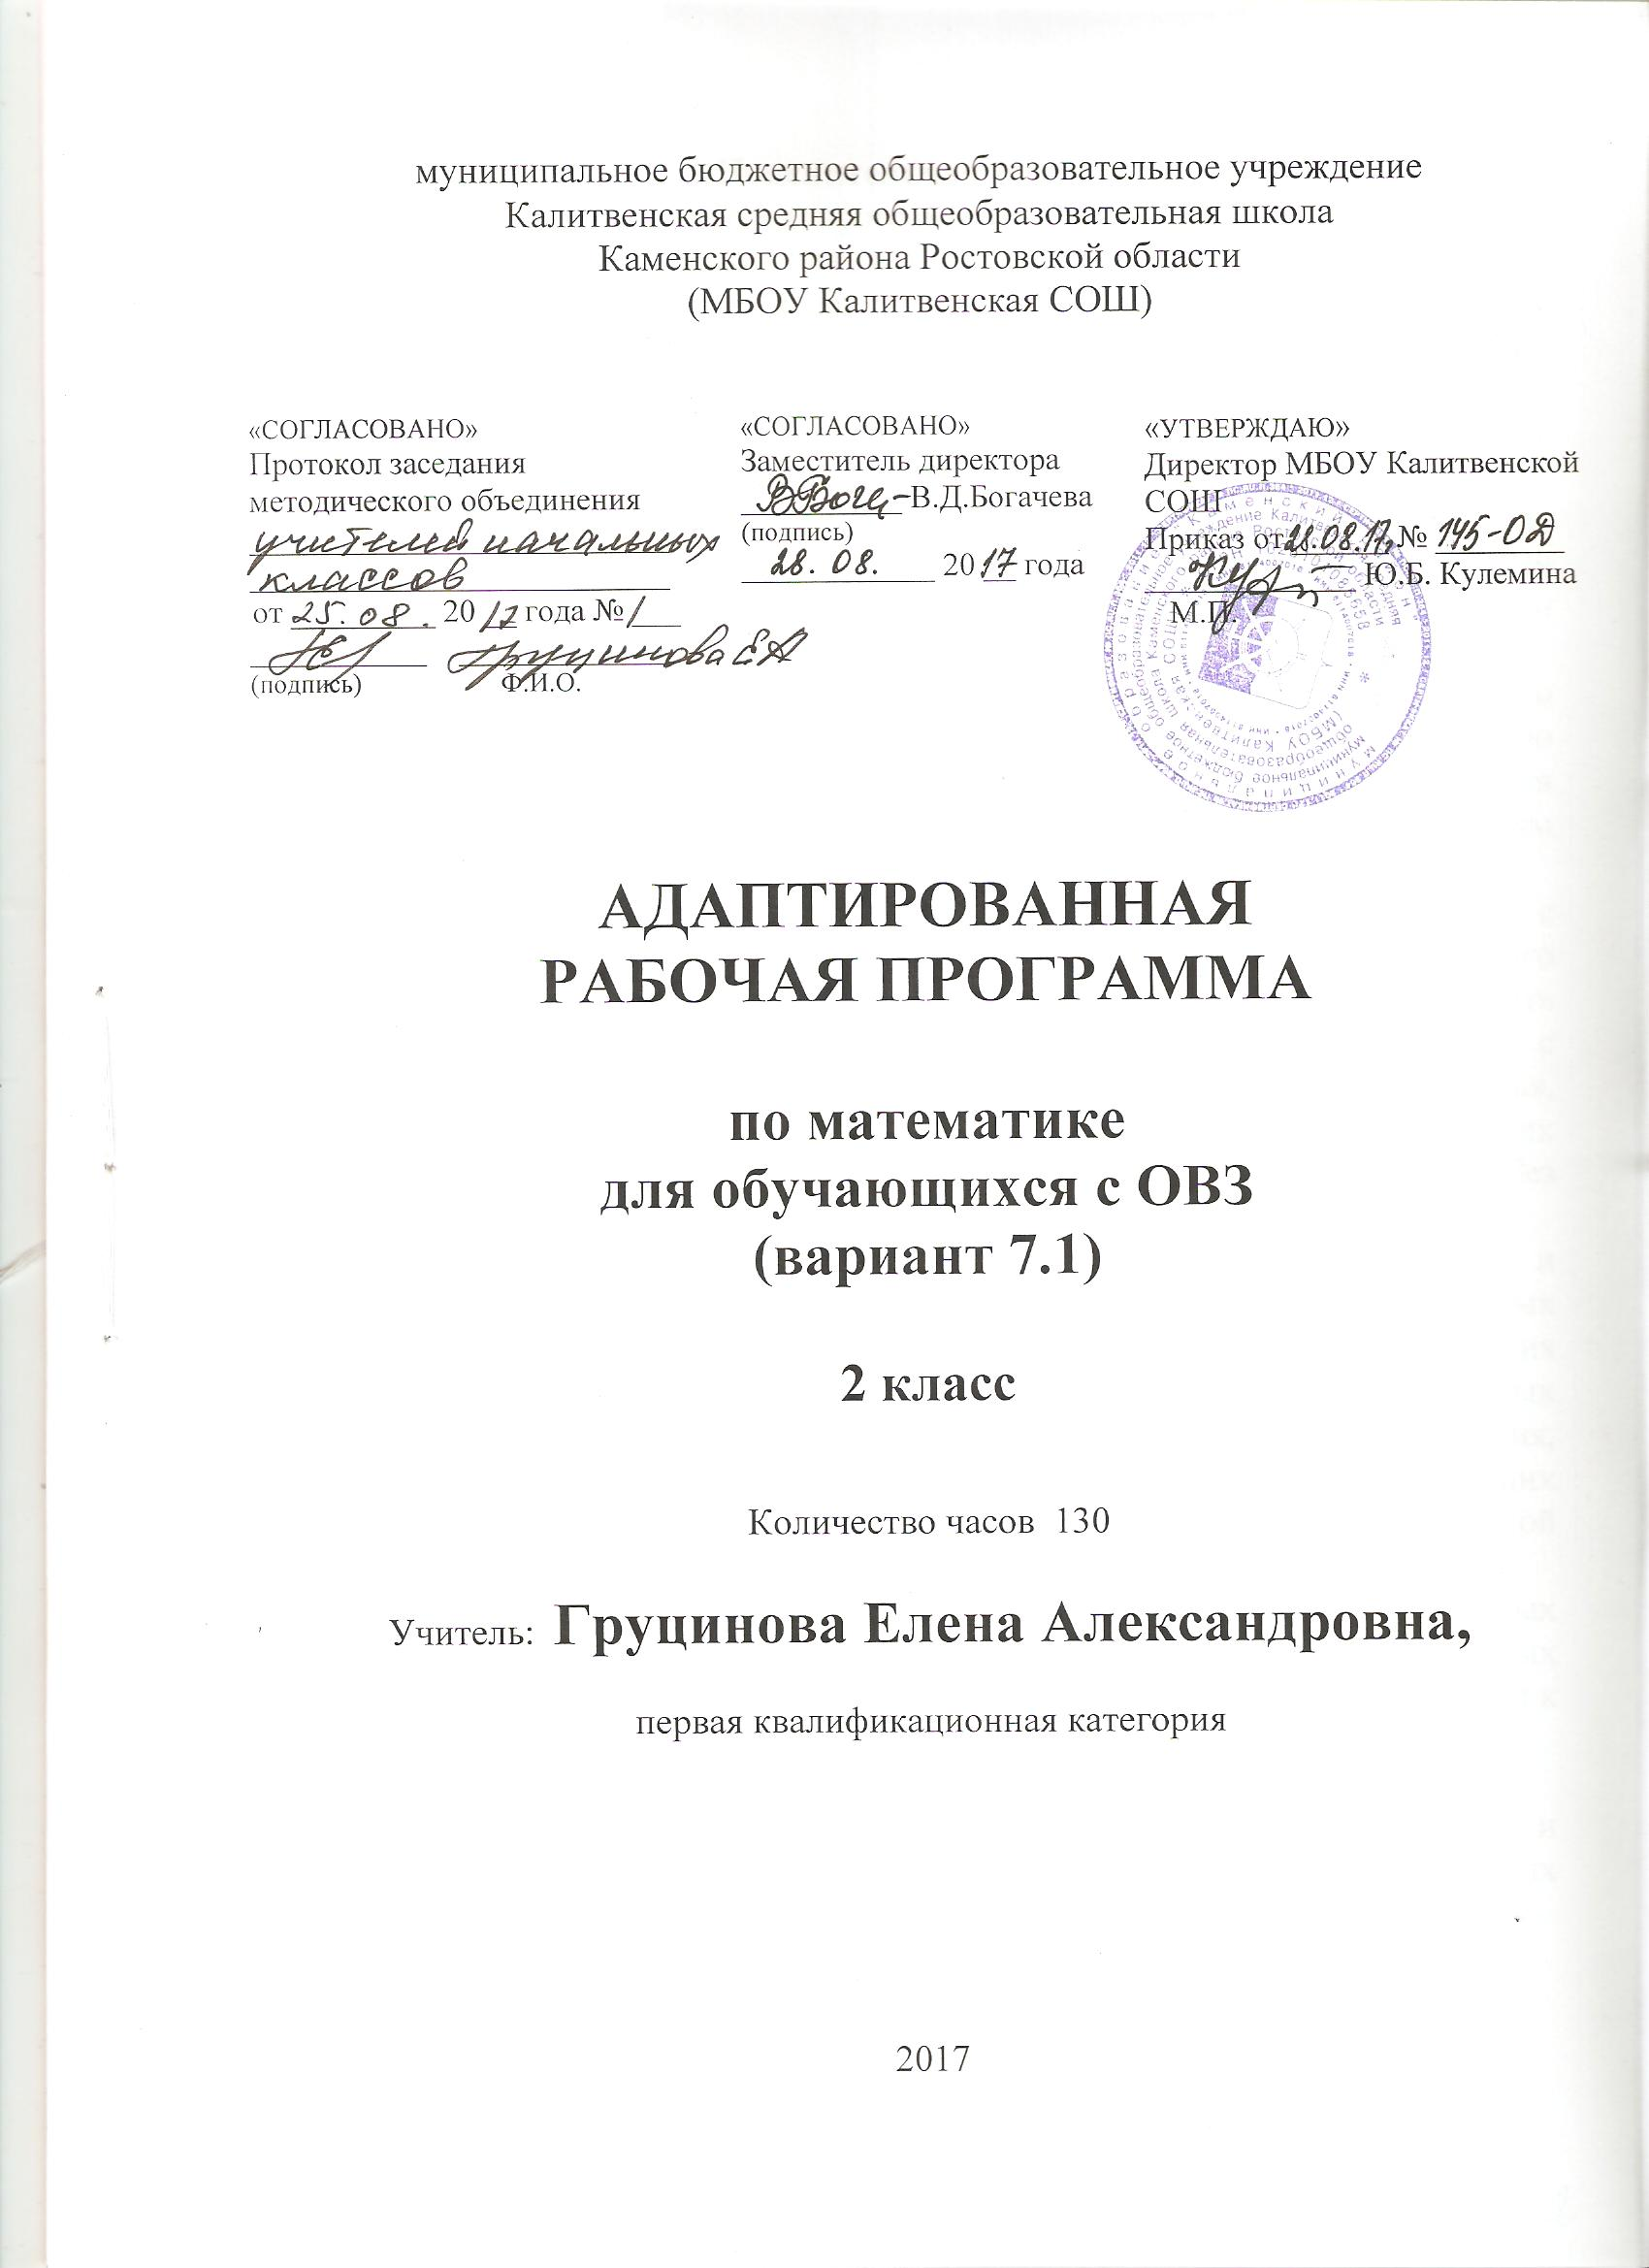 муниципальное бюджетное общеобразовательное учреждение
Калитвенская средняя общеобразовательная школа
Каменского района Ростовской области
(МБОУ Калитвенская СОШ)
«СОГЛАСОВАНО»
Протокол заседания
методического объединения
учителей начальных
классов
от 25.08. 2017 года №1
Груцинова Е А
(подпись) Ф.И.О.
«СОГЛАСОВАНО»
Заместитель директора
В.Д.Богачева
(подпись)
28.08. 2017 года
«УТВЕРЖДАЮ»
Директор МБОУ Калитвенской
СОШ
Приказ от 28.08.17 № 145-ОД
Ю.Б. Кулемина
М.П.
АДАПТИРОВАННАЯ
РАБОЧАЯ ПРОГРАММА
по математике
для обучающихся с ОВЗ
(вариант 7.1)
2 класс
Количество часов 130
Учитель: Груцинова Елена Александровна,
первая квалификационная категория
2017